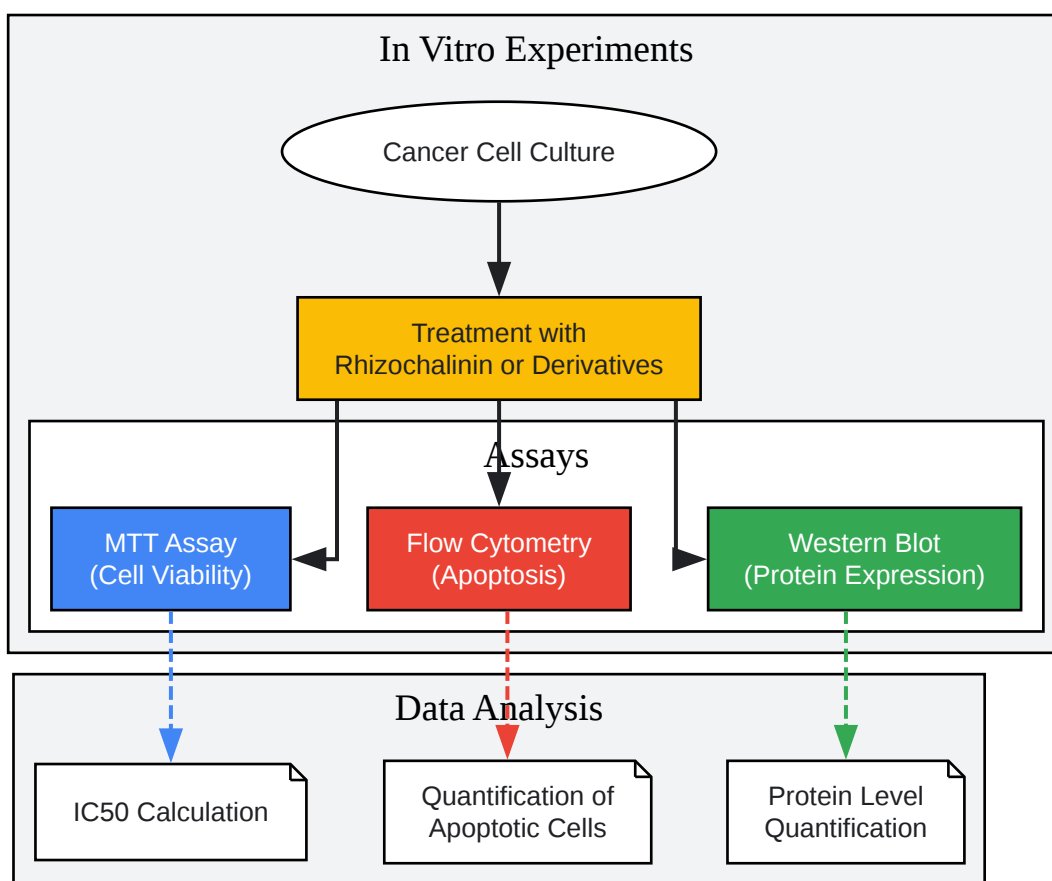 In Vitro Experiments
Cancer Cell Culture
Treatment with
Rhizochalinin or Derivatives
Assays
MTT Assay
(Cell Viability)
Flow Cytometry
(Apoptosis)
Western Blot
(Protein Expression)
Data Analysis
IC50 Calculation
Quantification of
Apoptotic Cells
Protein Level
Quantification